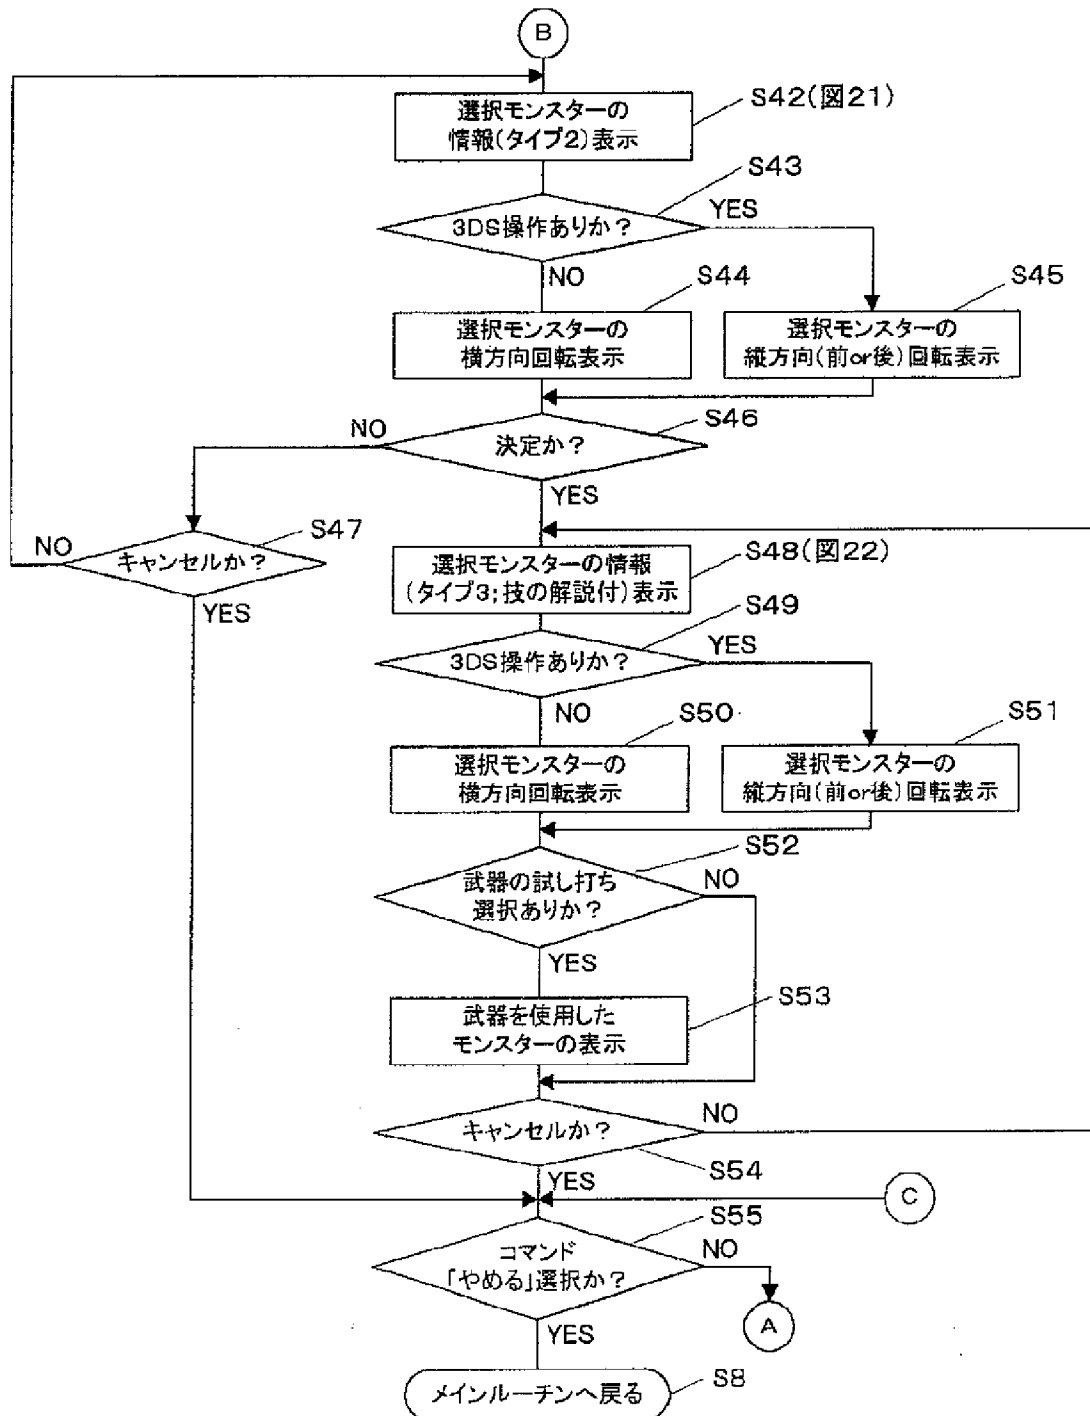 B
選択モンスターの
情報(タイプ2)表示
S42(図21)
S43
3DS操作ありか?
YES
NO
S44
S45
選択モンスターの
横方向回転表示
選択モンスターの
縦方向(前or後)回転表示
S46
NO
決定か?
YES
S47
NO
キャンセルか?
YES
選択モンスターの情報
(タイプ3;技の解説付)表示
S48(図22)
S49
3DS操作ありか?
YES
NO
S50
S51
選択モンスターの
横方向回転表示
選択モンスターの
縦方向(前or後)回転表示
S52
武器の試し打ち
選択ありか?
NO
YES
S53
武器を使用した
モンスターの表示
キャンセルか?
NO
S54
YES
C
S55
コマンド
「やめる」選択か?
NO
A
YES
メインルーチンへ戻る
S8